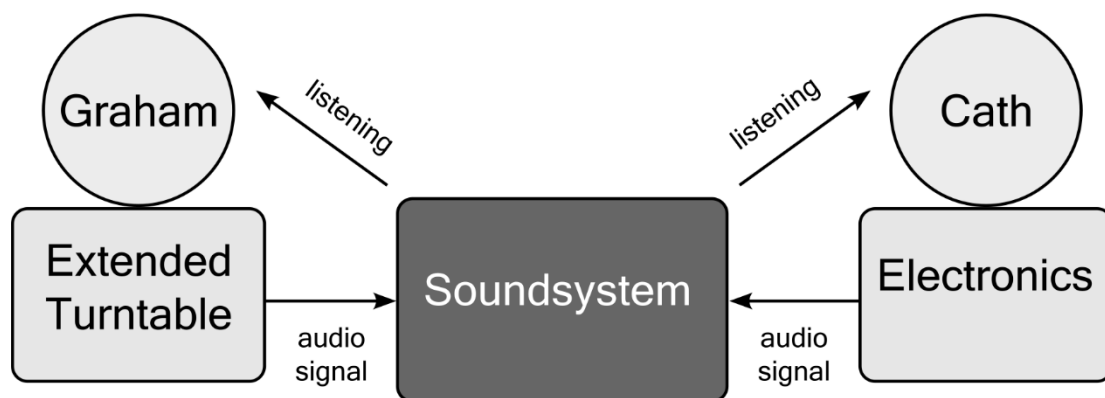 Graham
listening
listening
Cath
Extended
Turntable
audio
signal
Soundsystem
audio
signal
Electronics